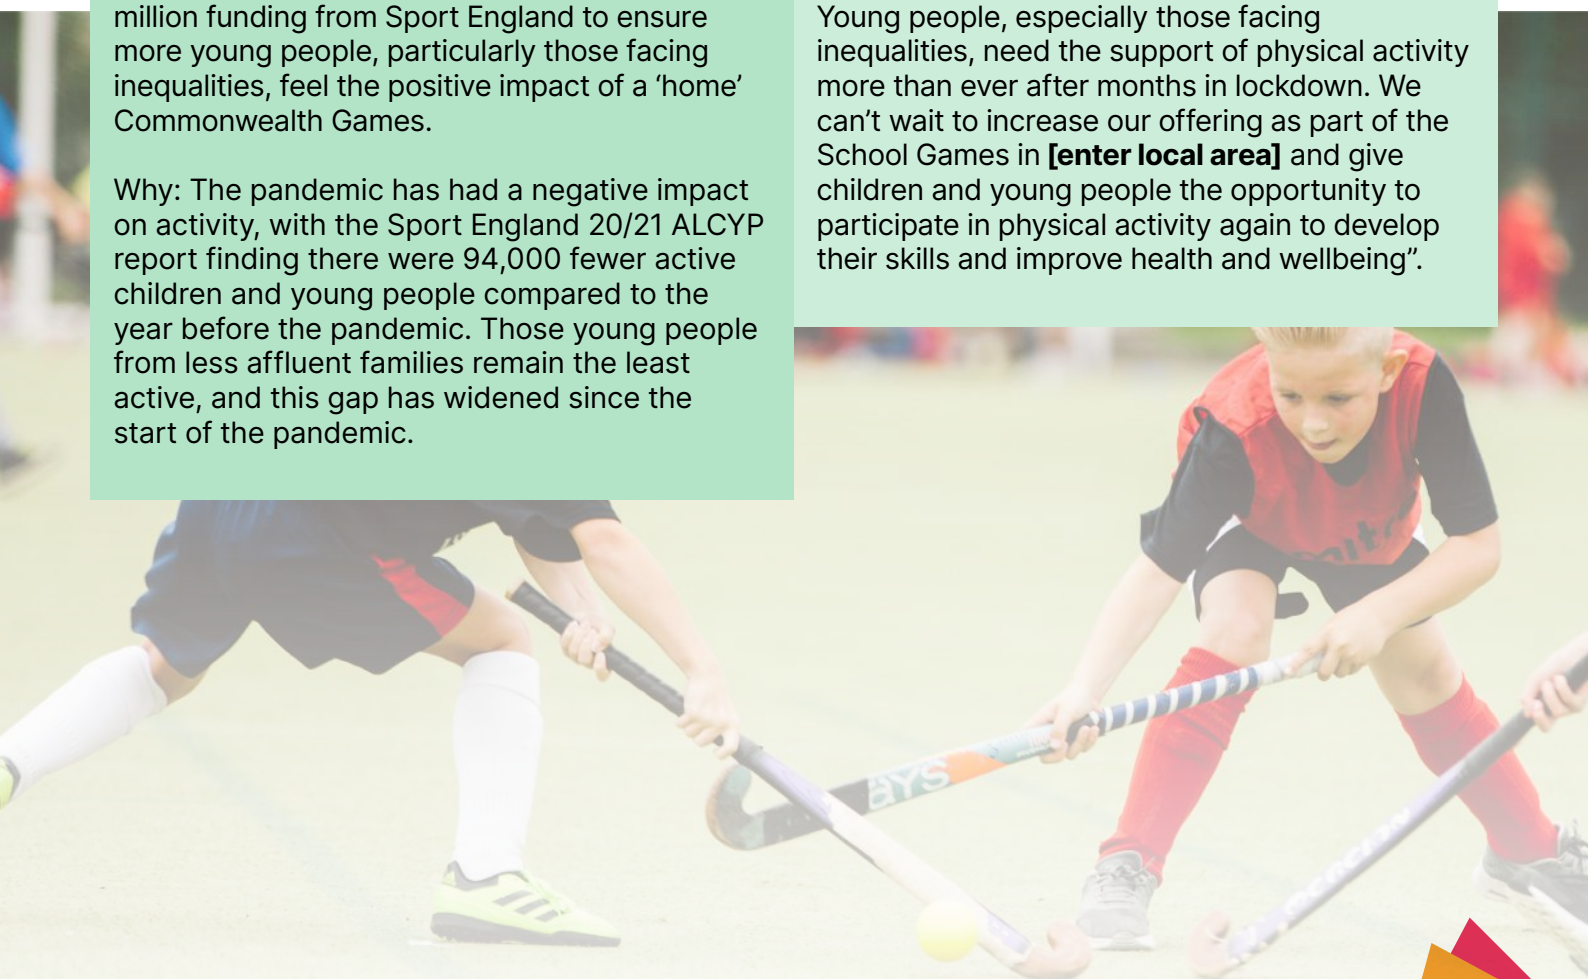 million funding from Sport England to ensure
more young people, particularly those facing
inequalities, feel the positive impact of a ‘home’
Commonwealth Games.
Why: The pandemic has had a negative impact
on activity, with the Sport England 20/21 ALCYP
report finding there were 94,000 fewer active
children and young people compared to the
year before the pandemic. Those young people
from less affluent families remain the least
active, and this gap has widened since the
start of the pandemic.
Young people, especially those facing
inequalities, need the support of physical activity
more than ever after months in lockdown. We
can’t wait to increase our offering as part of the
School Games in [enter local area] and give
children and young people the opportunity to
participate in physical activity again to develop
their skills and improve health and wellbeing”.